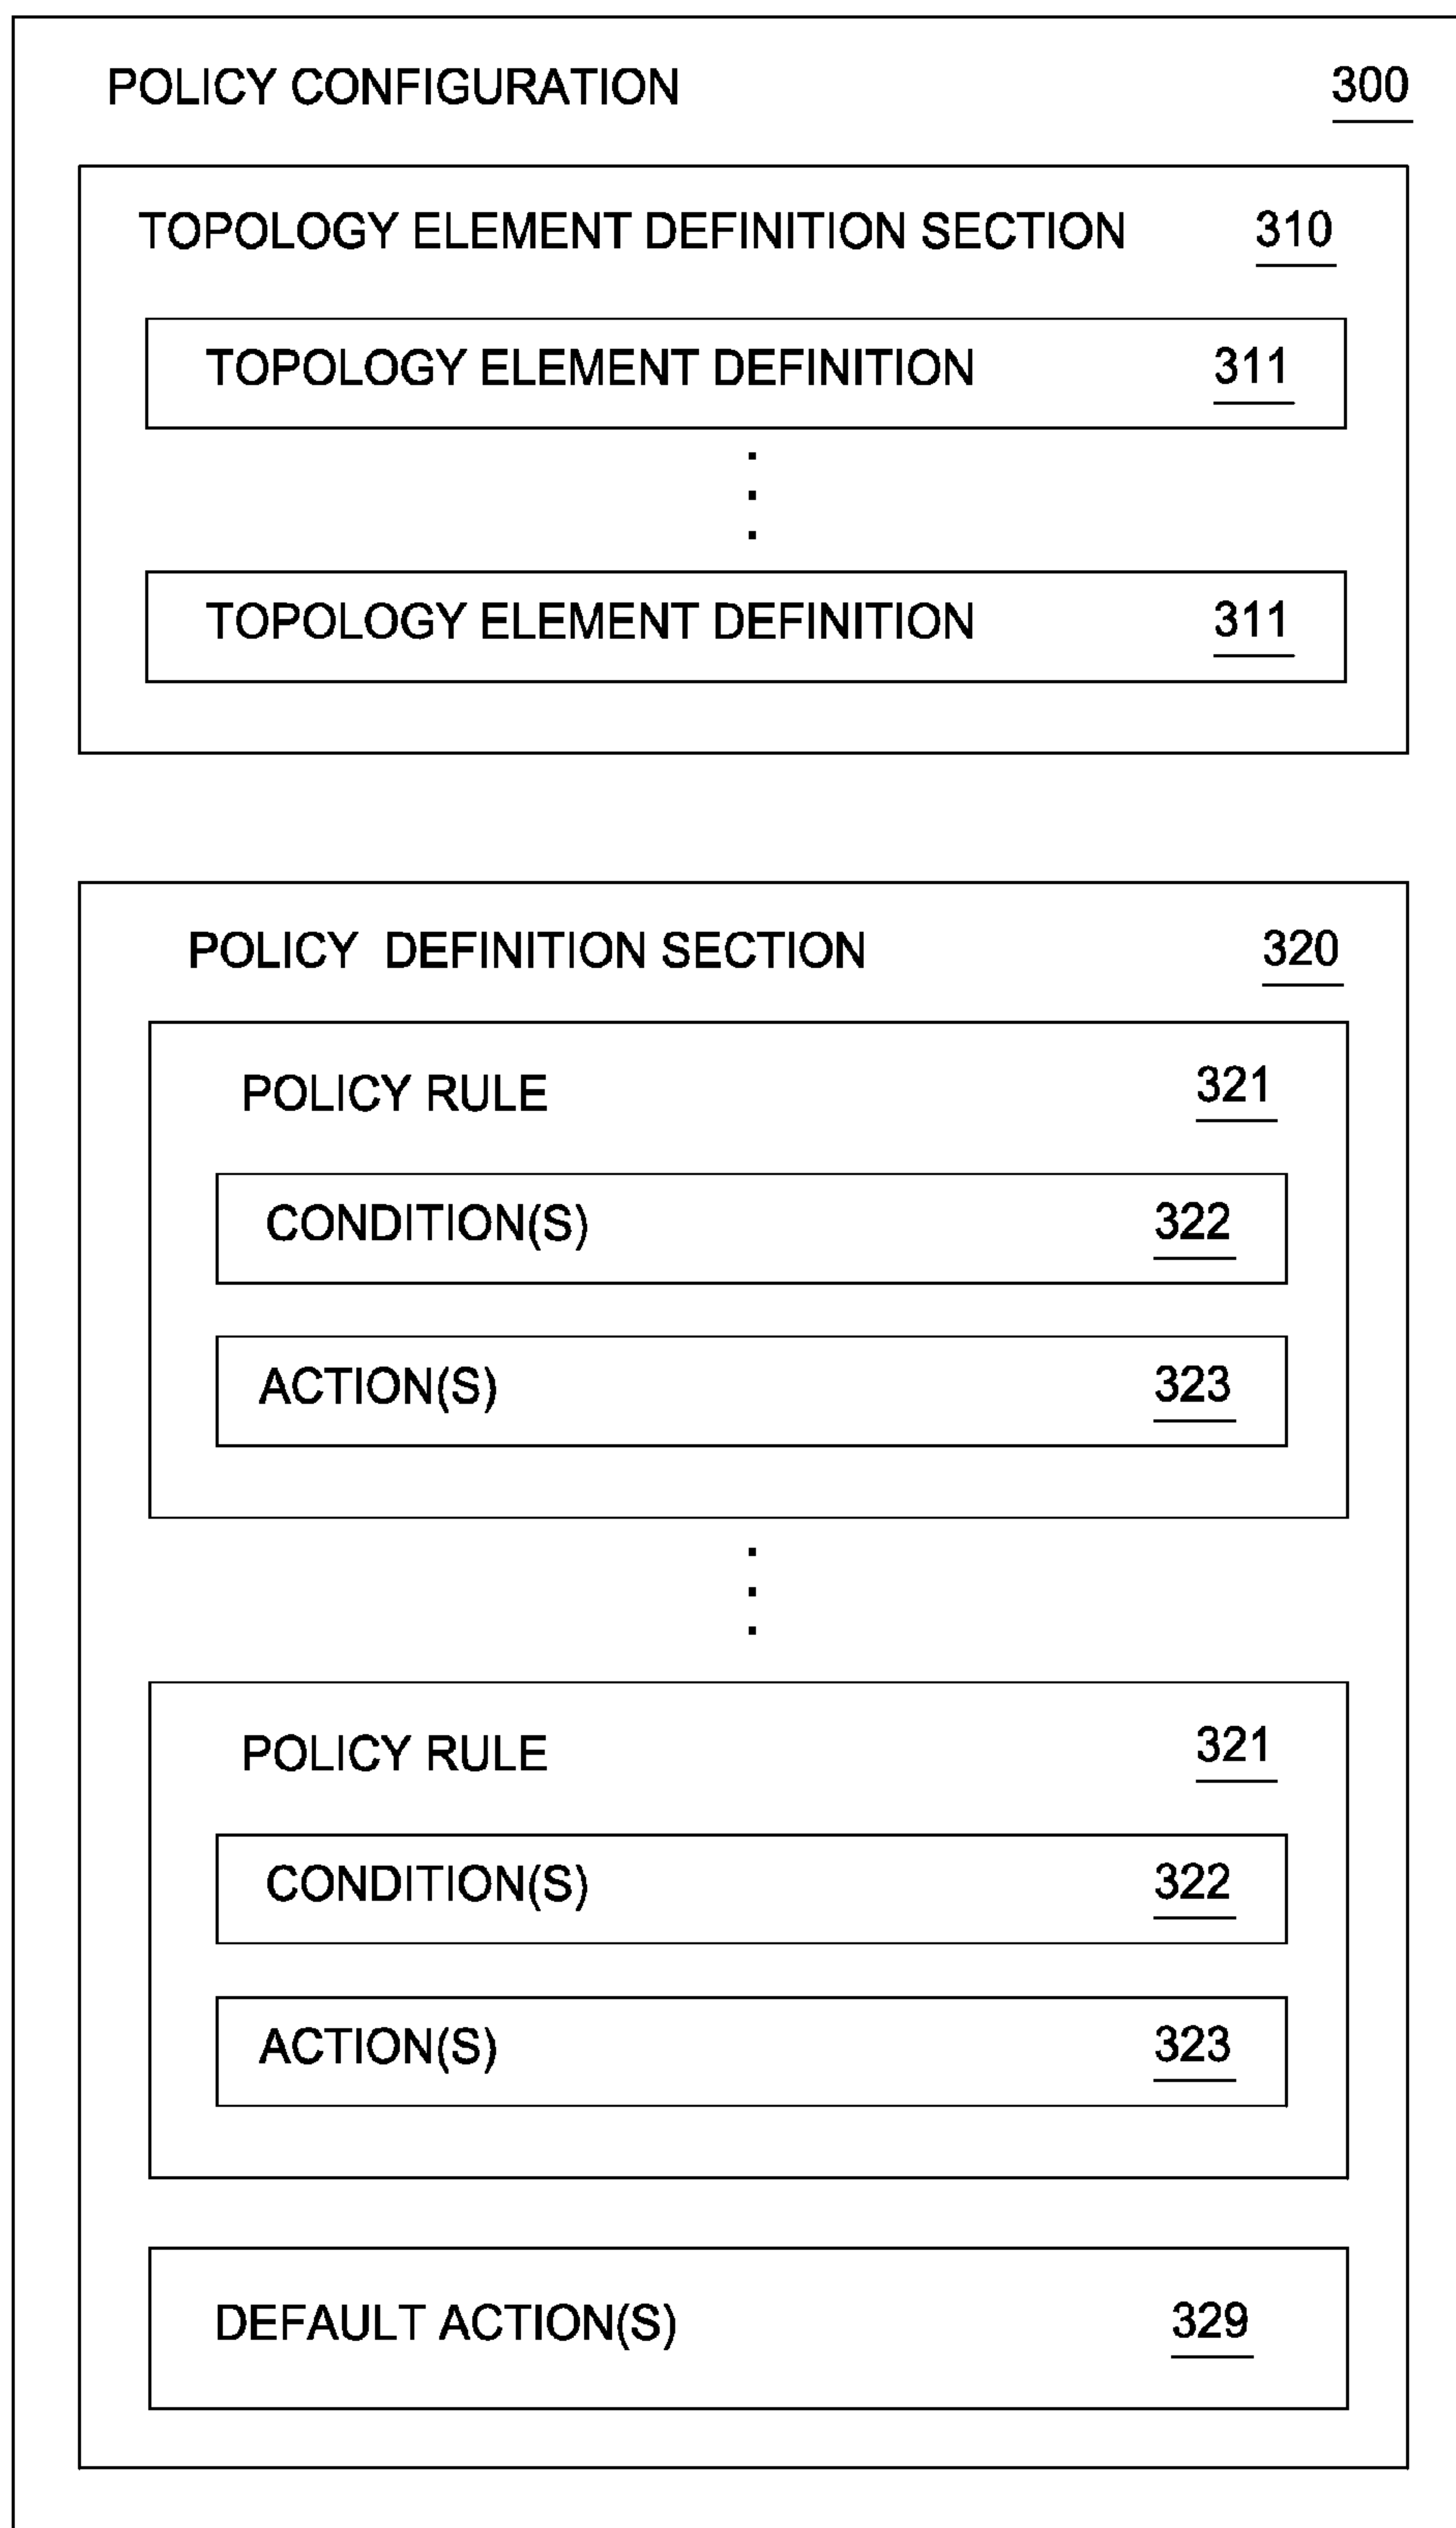 POLICY CONFIGURATION 300
TOPOLOGY ELEMENT DEFINITION SECTION 310
TOPOLOGY ELEMENT DEFINITION 311
TOPOLOGY ELEMENT DEFINITION 311
POLICY DEFINITION SECTION 320
POLICY RULE 321
CONDITION(S) 322
ACTION(S) 323
POLICY RULE 321
CONDITION(S) 322
ACTION(S) 323
DEFAULT ACTION(S) 329